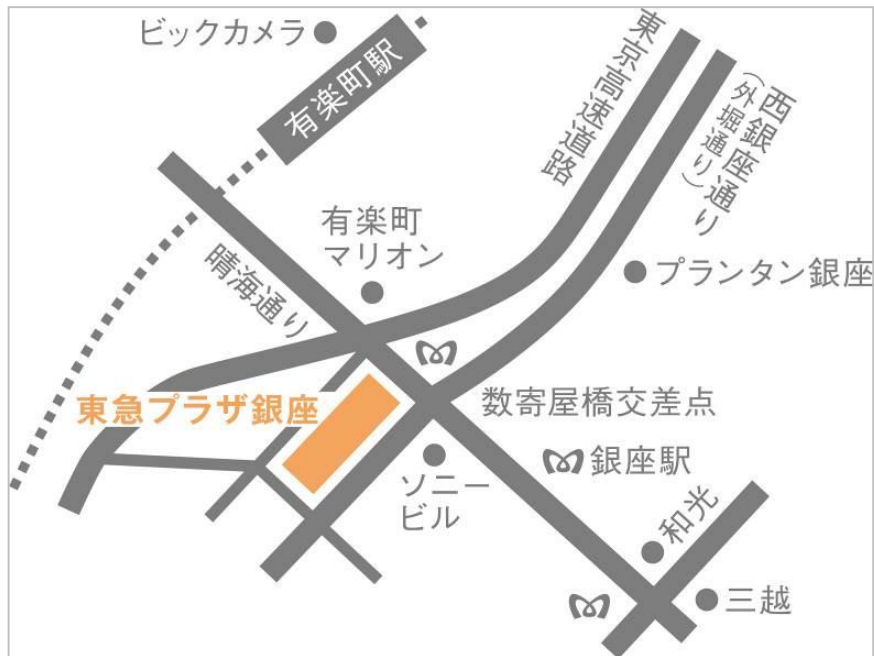 ビックカメラ
有楽町駅
東京高速道路
西銀座通り
(外堀通り)
有楽町
マリオン
晴海通り
プランタン銀座
東急プラザ銀座
数寄屋橋交差点
銀座駅
ソニー
ビル
和光
三越